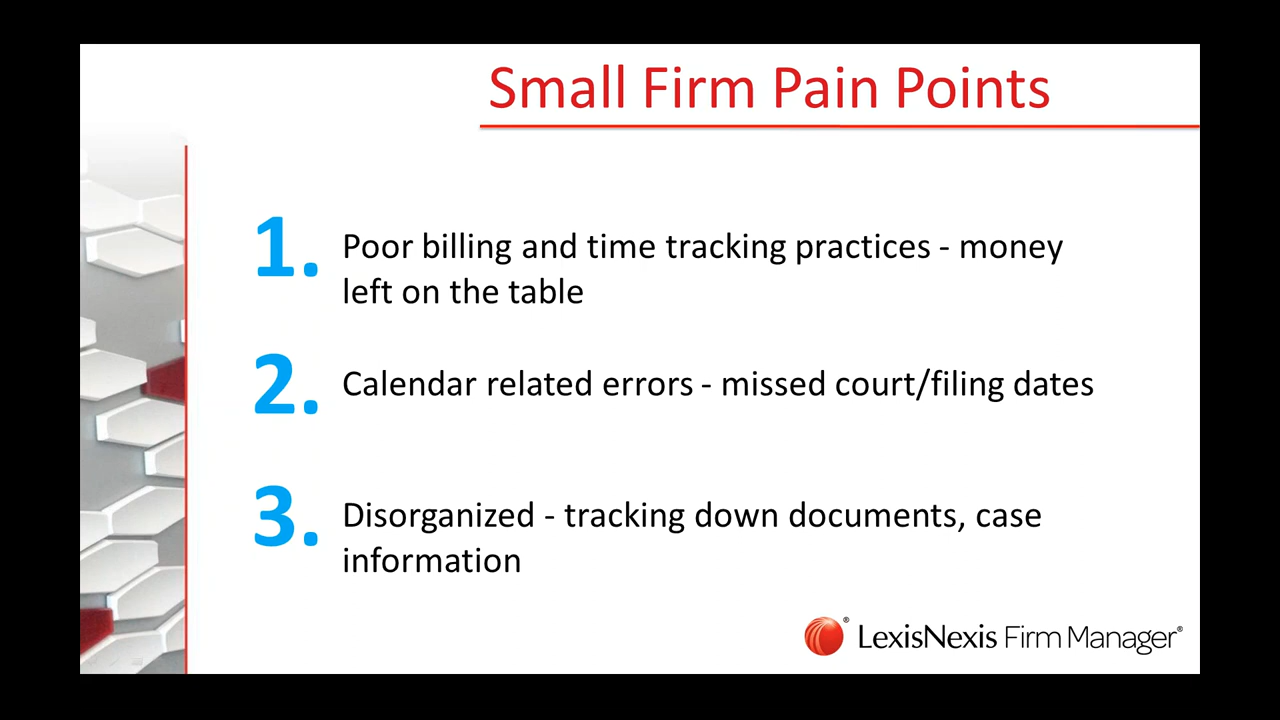 Small Firm Pain Points
1. Poor billing and time tracking practices - money
left on the table
2. Calendar related errors - missed court/filing dates
3. Disorganized - tracking down documents, case
information
® LexisNexis Firm Manager®